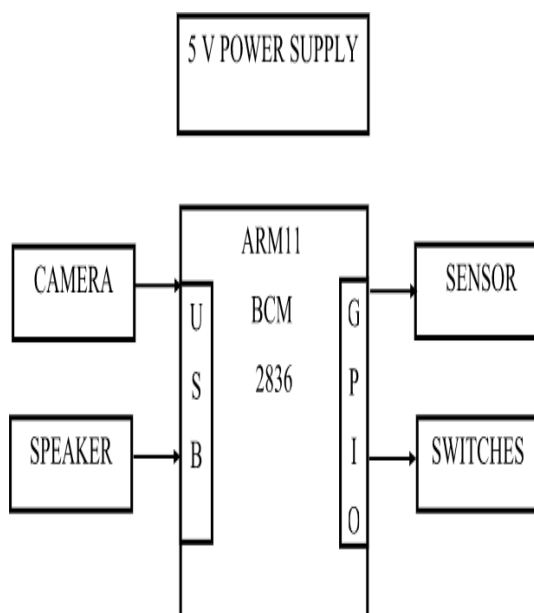 5 V POWER SUPPLY
ARM11
BCM
2836
CAMERA
SPEAKER
U
S
B
G
P
I
O
SENSOR
SWITCHES